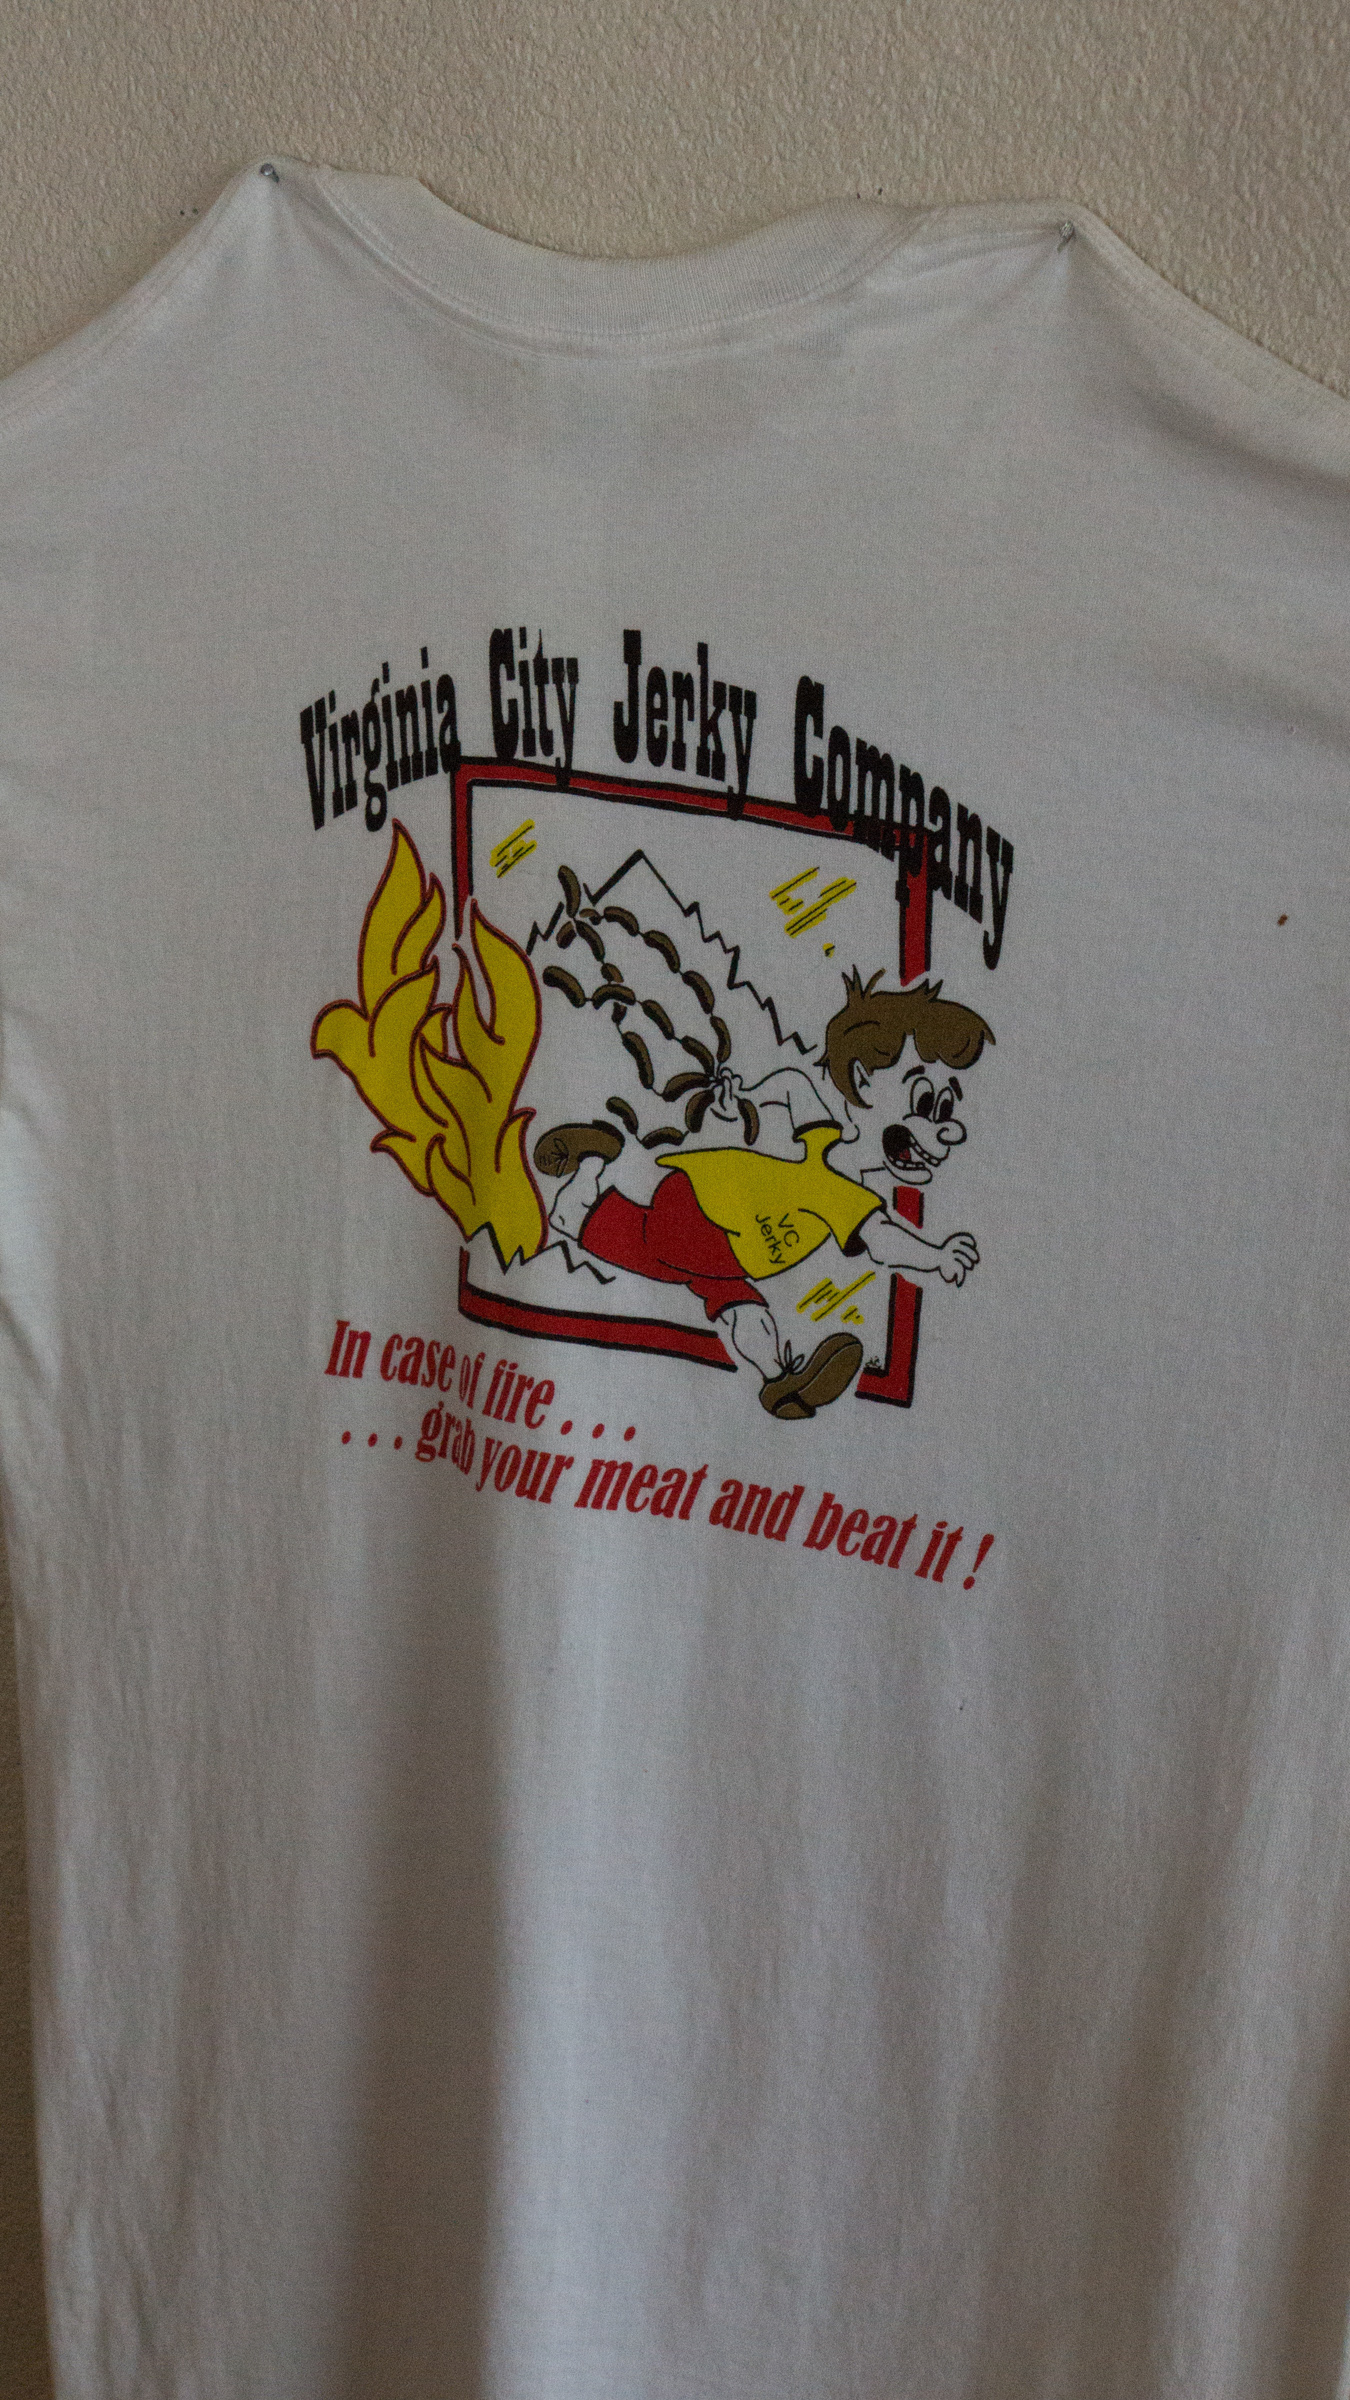 Virginia City Jerky Company
VC
Jerky
In case of fire . . .
. . . grab your meat and beat it !